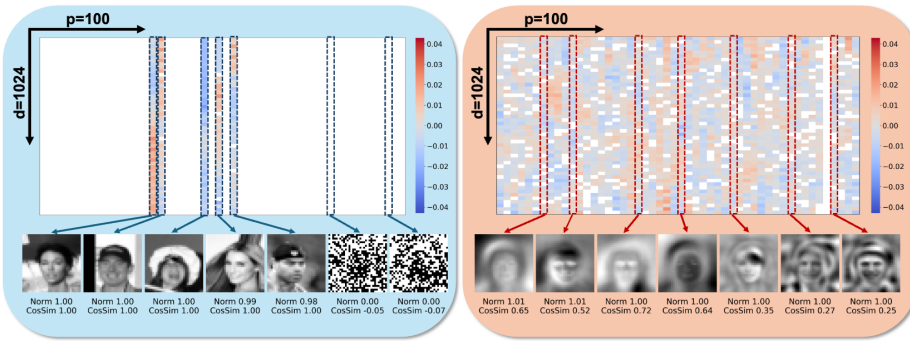 p=100
d=1024
0.04
0.03
0.02
0.01
0.00
−0.01
−0.02
−0.03
−0.04
Norm 1.00 Norm 1.00 Norm 1.00 Norm 0.99 Norm 0.98 Norm 0.00 Norm 0.00
CosSim 1.00 CosSim 1.00 CosSim 1.00 CosSim 1.00 CosSim 1.00 CosSim -0.05 CosSim -0.07
p=100
d=1024
0.04
0.03
0.02
0.01
0.00
−0.01
−0.02
−0.03
−0.04
Norm 1.01 Norm 1.01 Norm 1.00 Norm 1.00 Norm 1.00 Norm 1.00 Norm 1.00
CosSim 0.65 CosSim 0.52 CosSim 0.72 CosSim 0.64 CosSim 0.35 CosSim 0.27 CosSim 0.25